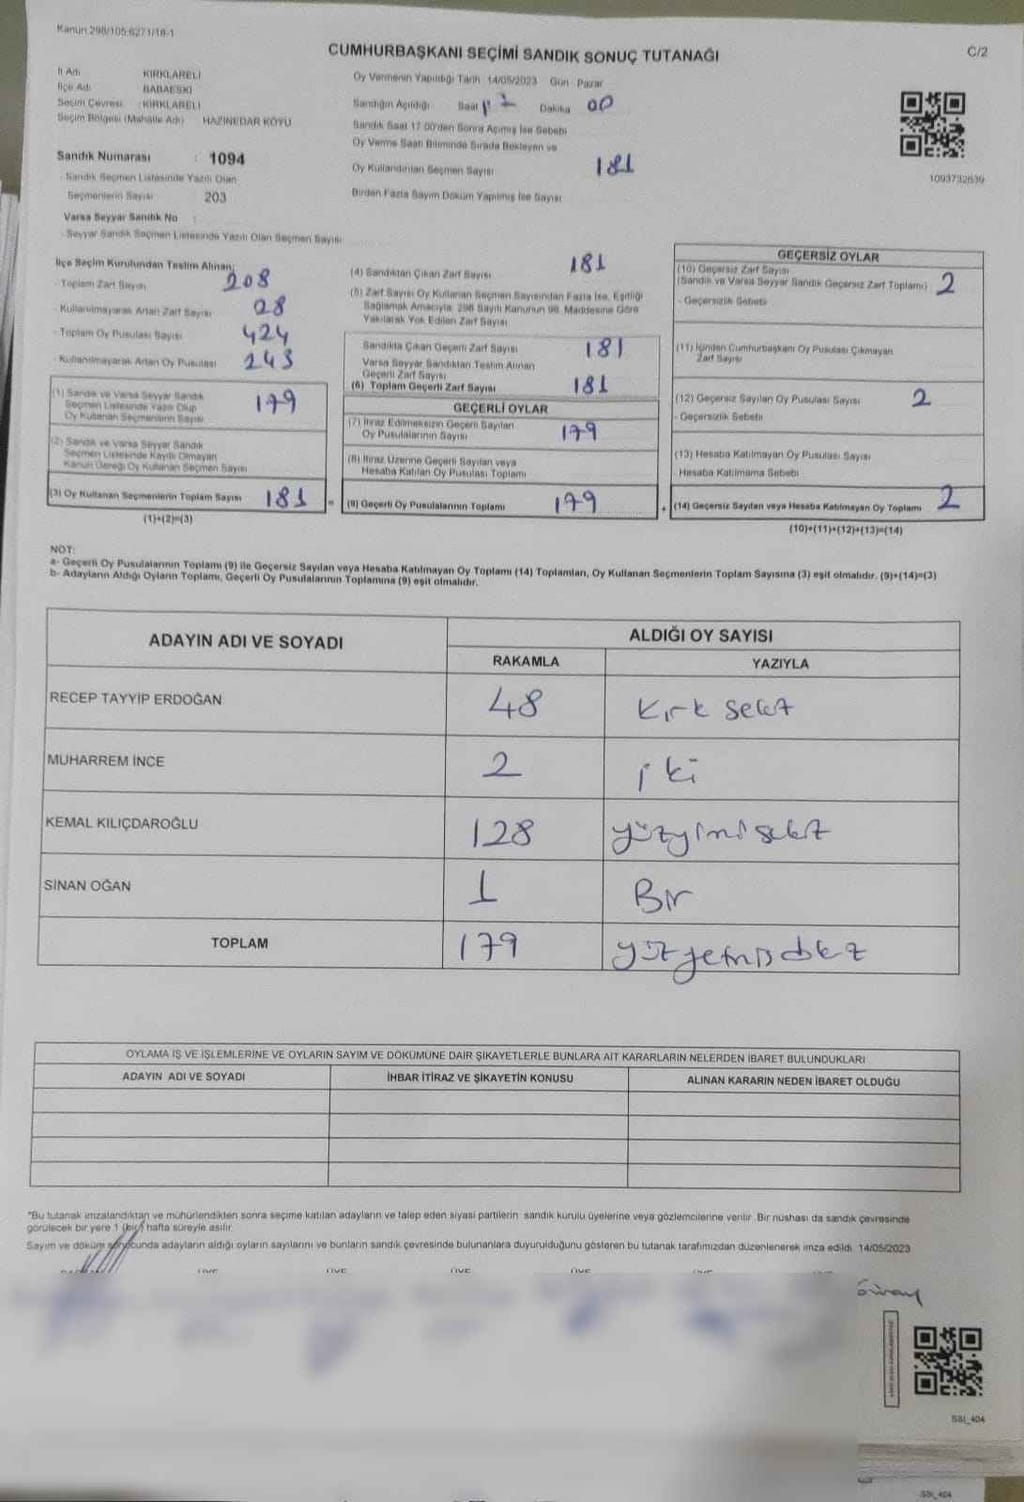 Kanun 298/105:6271/18-1
CUMHURBAŞKANI SEÇİMİ SANDIK SONUÇ TUTANAĞI
C/2
İl Adı KIRKLARELİ
İlçe Adı BABAESKİ
Seçim Çevresi KIRKLARELİ
Seçim Bölgesi (Mahalle Adı) HAZINEDAR KÖYÜ
Sandık Numarası : 1094
- Sandık Seçmen Listesinde Yazılı Olan
Seçmenlerin Sayısı 203
Varsa Seyyar Sandık No :
- Seyyar Sandık Seçmen Listesinde Yazılı Olan Seçmen Sayısı
Oy Vermenin Yapıldığı Tarih 14/05/2023 Gün Pazar
Sandığın Açıldığı Saat 17 Dakika 00
Sandık Saat 17.00'den Sonra Açılmış İse Sebebi
Oy Verme Saati Bitiminde Sırada Bekleyen ve
Oy Kullandırılan Seçmen Sayısı 181
Birden Fazla Sayım Döküm Yapılmış İse Sayısı
1093732639
İlçe Seçim Kurulundan Teslim Alınan;
- Toplam Zarf Sayısı 208
- Kullanılmayarak Artan Zarf Sayısı 28
- Toplam Oy Pusulası Sayısı 424
- Kullanılmayarak Artan Oy Pusulası 243
(1) Sandık ve Varsa Seyyar Sandık
Seçmen Listesinde Yazılı Olup
Oy Kullanan Seçmenlerin Sayısı 179
(2) Sandık ve Varsa Seyyar Sandık
Seçmen Listesinde Kayıtlı Olmayan
Kanun Gereği Oy Kullanan Seçmen Sayısı
(3) Oy Kullanan Seçmenlerin Toplam Sayısı 181 =
(1)+(2)=(3)
(4) Sandıktan Çıkan Zarf Sayısı 181
(5) Zarf Sayısı Oy Kullanan Seçmen Sayısından Fazla İse, Eşitliği
Sağlamak Amacıyla, 298 Sayılı Kanunun 98. Maddesine Göre
Yakılarak Yok Edilen Zarf Sayısı
Sandıkta Çıkan Geçerli Zarf Sayısı 181
Varsa Seyyar Sandıktan Teslim Alınan
Geçerli Zarf Sayısı
(6) Toplam Geçerli Zarf Sayısı 181
GEÇERLİ OYLAR
(7) İtiraz Edilmeksizin Geçerli Sayılan
Oy Pusulalarının Sayısı 179
(8) İtiraz Üzerine Geçerli Sayılan veya
Hesaba Katılan Oy Pusulası Toplamı
(9) Geçerli Oy Pusulalarının Toplamı 179 +
GEÇERSİZ OYLAR
(10) Geçersiz Zarf Sayısı
(Sandık ve Varsa Seyyar Sandık Geçersiz Zarf Toplamı) 2
- Geçersizlik Sebebi
(11) İçinden Cumhurbaşkanı Oy Pusulası Çıkmayan
Zarf Sayısı
(12) Geçersiz Sayılan Oy Pusulası Sayısı 2
- Geçersizlik Sebebi
(13) Hesaba Katılmayan Oy Pusulası Sayısı
Hesaba Katılmama Sebebi
(14) Geçersiz Sayılan veya Hesaba Katılmayan Oy Toplamı 2
(10)+(11)+(12)+(13)=(14)
NOT:
a- Geçerli Oy Pusulalarının Toplamı (9) ile Geçersiz Sayılan veya Hesaba Katılmayan Oy Toplamı (14) Toplamları, Oy Kullanan Seçmenlerin Toplam Sayısına (3) eşit olmalıdır. (9)+(14)=(3)
b- Adayların Aldığı Oyların Toplamı, Geçerli Oy Pusulalarının Toplamına (9) eşit olmalıdır.
ADAYIN ADI VE SOYADI
ALDIĞI OY SAYISI
RAKAMLA YAZIYLA
RECEP TAYYİP ERDOĞAN 48 Kırk sekiz
MUHARREM İNCE 2 iki
KEMAL KILIÇDAROĞLU 128 yüzyirmi sekiz
SİNAN OĞAN 1 Bir
TOPLAM 179 yüzyetmişdokuz
OYLAMA İŞ VE İŞLEMLERİNE VE OYLARIN SAYIM VE DÖKÜMÜNE DAİR ŞİKAYETLERLE BUNLARA AİT KARARLARIN NELERDEN İBARET BULUNDUKLARI
ADAYIN ADI VE SOYADI İHBAR İTİRAZ VE ŞİKAYETİN KONUSU ALINAN KARARIN NEDEN İBARET OLDUĞU
"Bu tutanak imzalandıktan ve mühürlendikten sonra seçime katılan adayların ve talep eden siyasi partilerin sandık kurulu üyelerine veya gözlemcilerine verilir. Bir nüshası da sandık çevresinde
görülecek bir yere 1 (bir) hafta süreyle asılır.
Sayım ve döküm sonucunda adayların aldığı oyların sayılarını ve bunların sandık çevresinde bulunanlara duyurulduğunu gösteren bu tutanak tarafımızdan düzenlenerek imza edildi. 14/05/2023
SSI_404
SSI_404